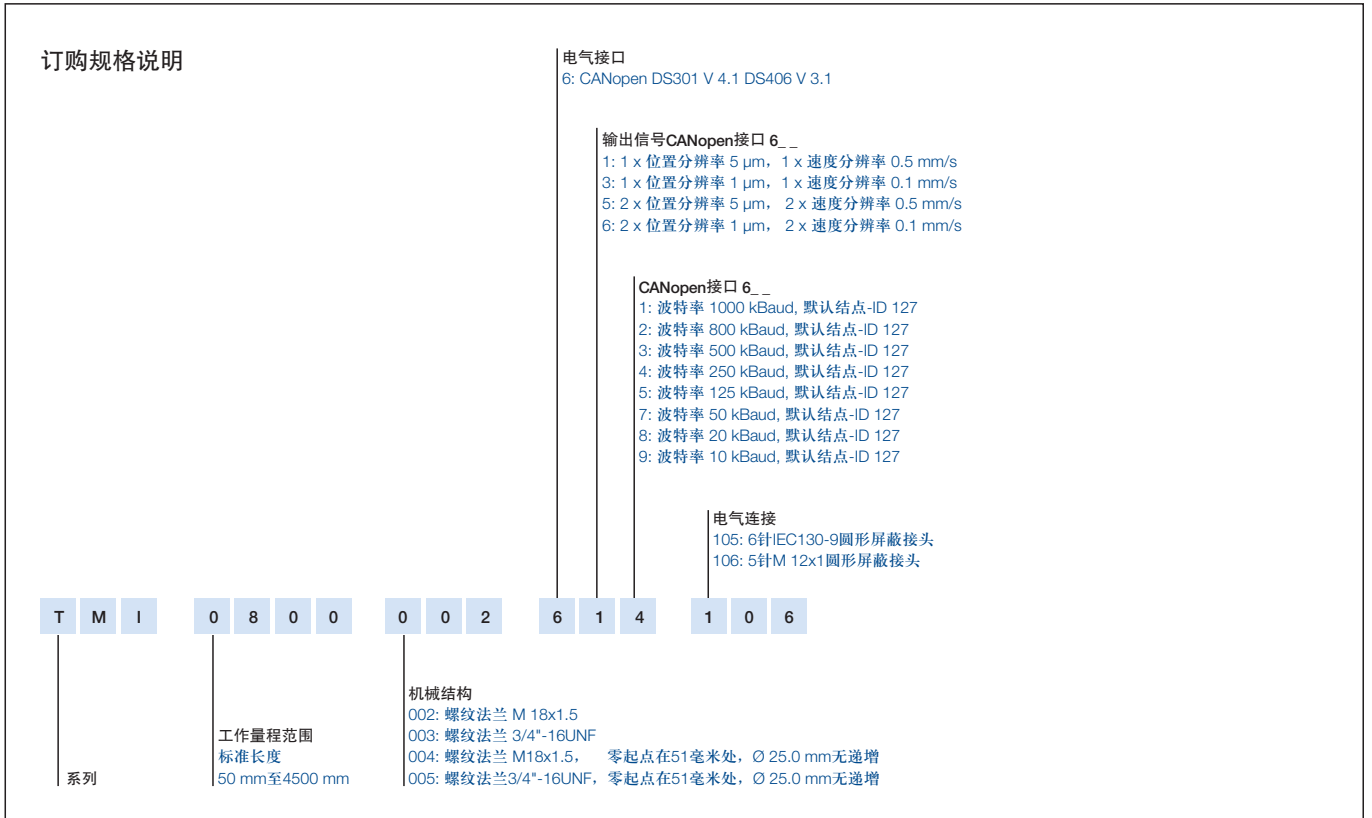 订购规格说明
电气接口
6: CANopen DS301 V 4.1 DS406 V 3.1
输出信号CANopen接口 6_ _
1: 1 x 位置分辨率 5 µm，1 x 速度分辨率 0.5 mm/s
3: 1 x 位置分辨率 1 µm，1 x 速度分辨率 0.1 mm/s
5: 2 x 位置分辨率 5 µm， 2 x 速度分辨率 0.5 mm/s
6: 2 x 位置分辨率 1 µm， 2 x 速度分辨率 0.1 mm/s
CANopen接口 6_ _
1: 波特率 1000 kBaud, 默认结点-ID 127
2: 波特率 800 kBaud, 默认结点-ID 127
3: 波特率 500 kBaud, 默认结点-ID 127
4: 波特率 250 kBaud, 默认结点-ID 127
5: 波特率 125 kBaud, 默认结点-ID 127
7: 波特率 50 kBaud, 默认结点-ID 127
8: 波特率 20 kBaud, 默认结点-ID 127
9: 波特率 10 kBaud, 默认结点-ID 127
电气连接
105: 6针IEC130-9圆形屏蔽接头
106: 5针M 12x1圆形屏蔽接头
T M I 0 8 0 0 0 0 2 6 1 4 1 0 6
系列
工作量程范围
标准长度
50 mm至4500 mm
机械结构
002: 螺纹法兰 M 18x1.5
003: 螺纹法兰 3/4"-16UNF
004: 螺纹法兰 M18x1.5， 零起点在51毫米处，Ø 25.0 mm无递增
005: 螺纹法兰3/4"-16UNF，零起点在51毫米处，Ø 25.0 mm无递增